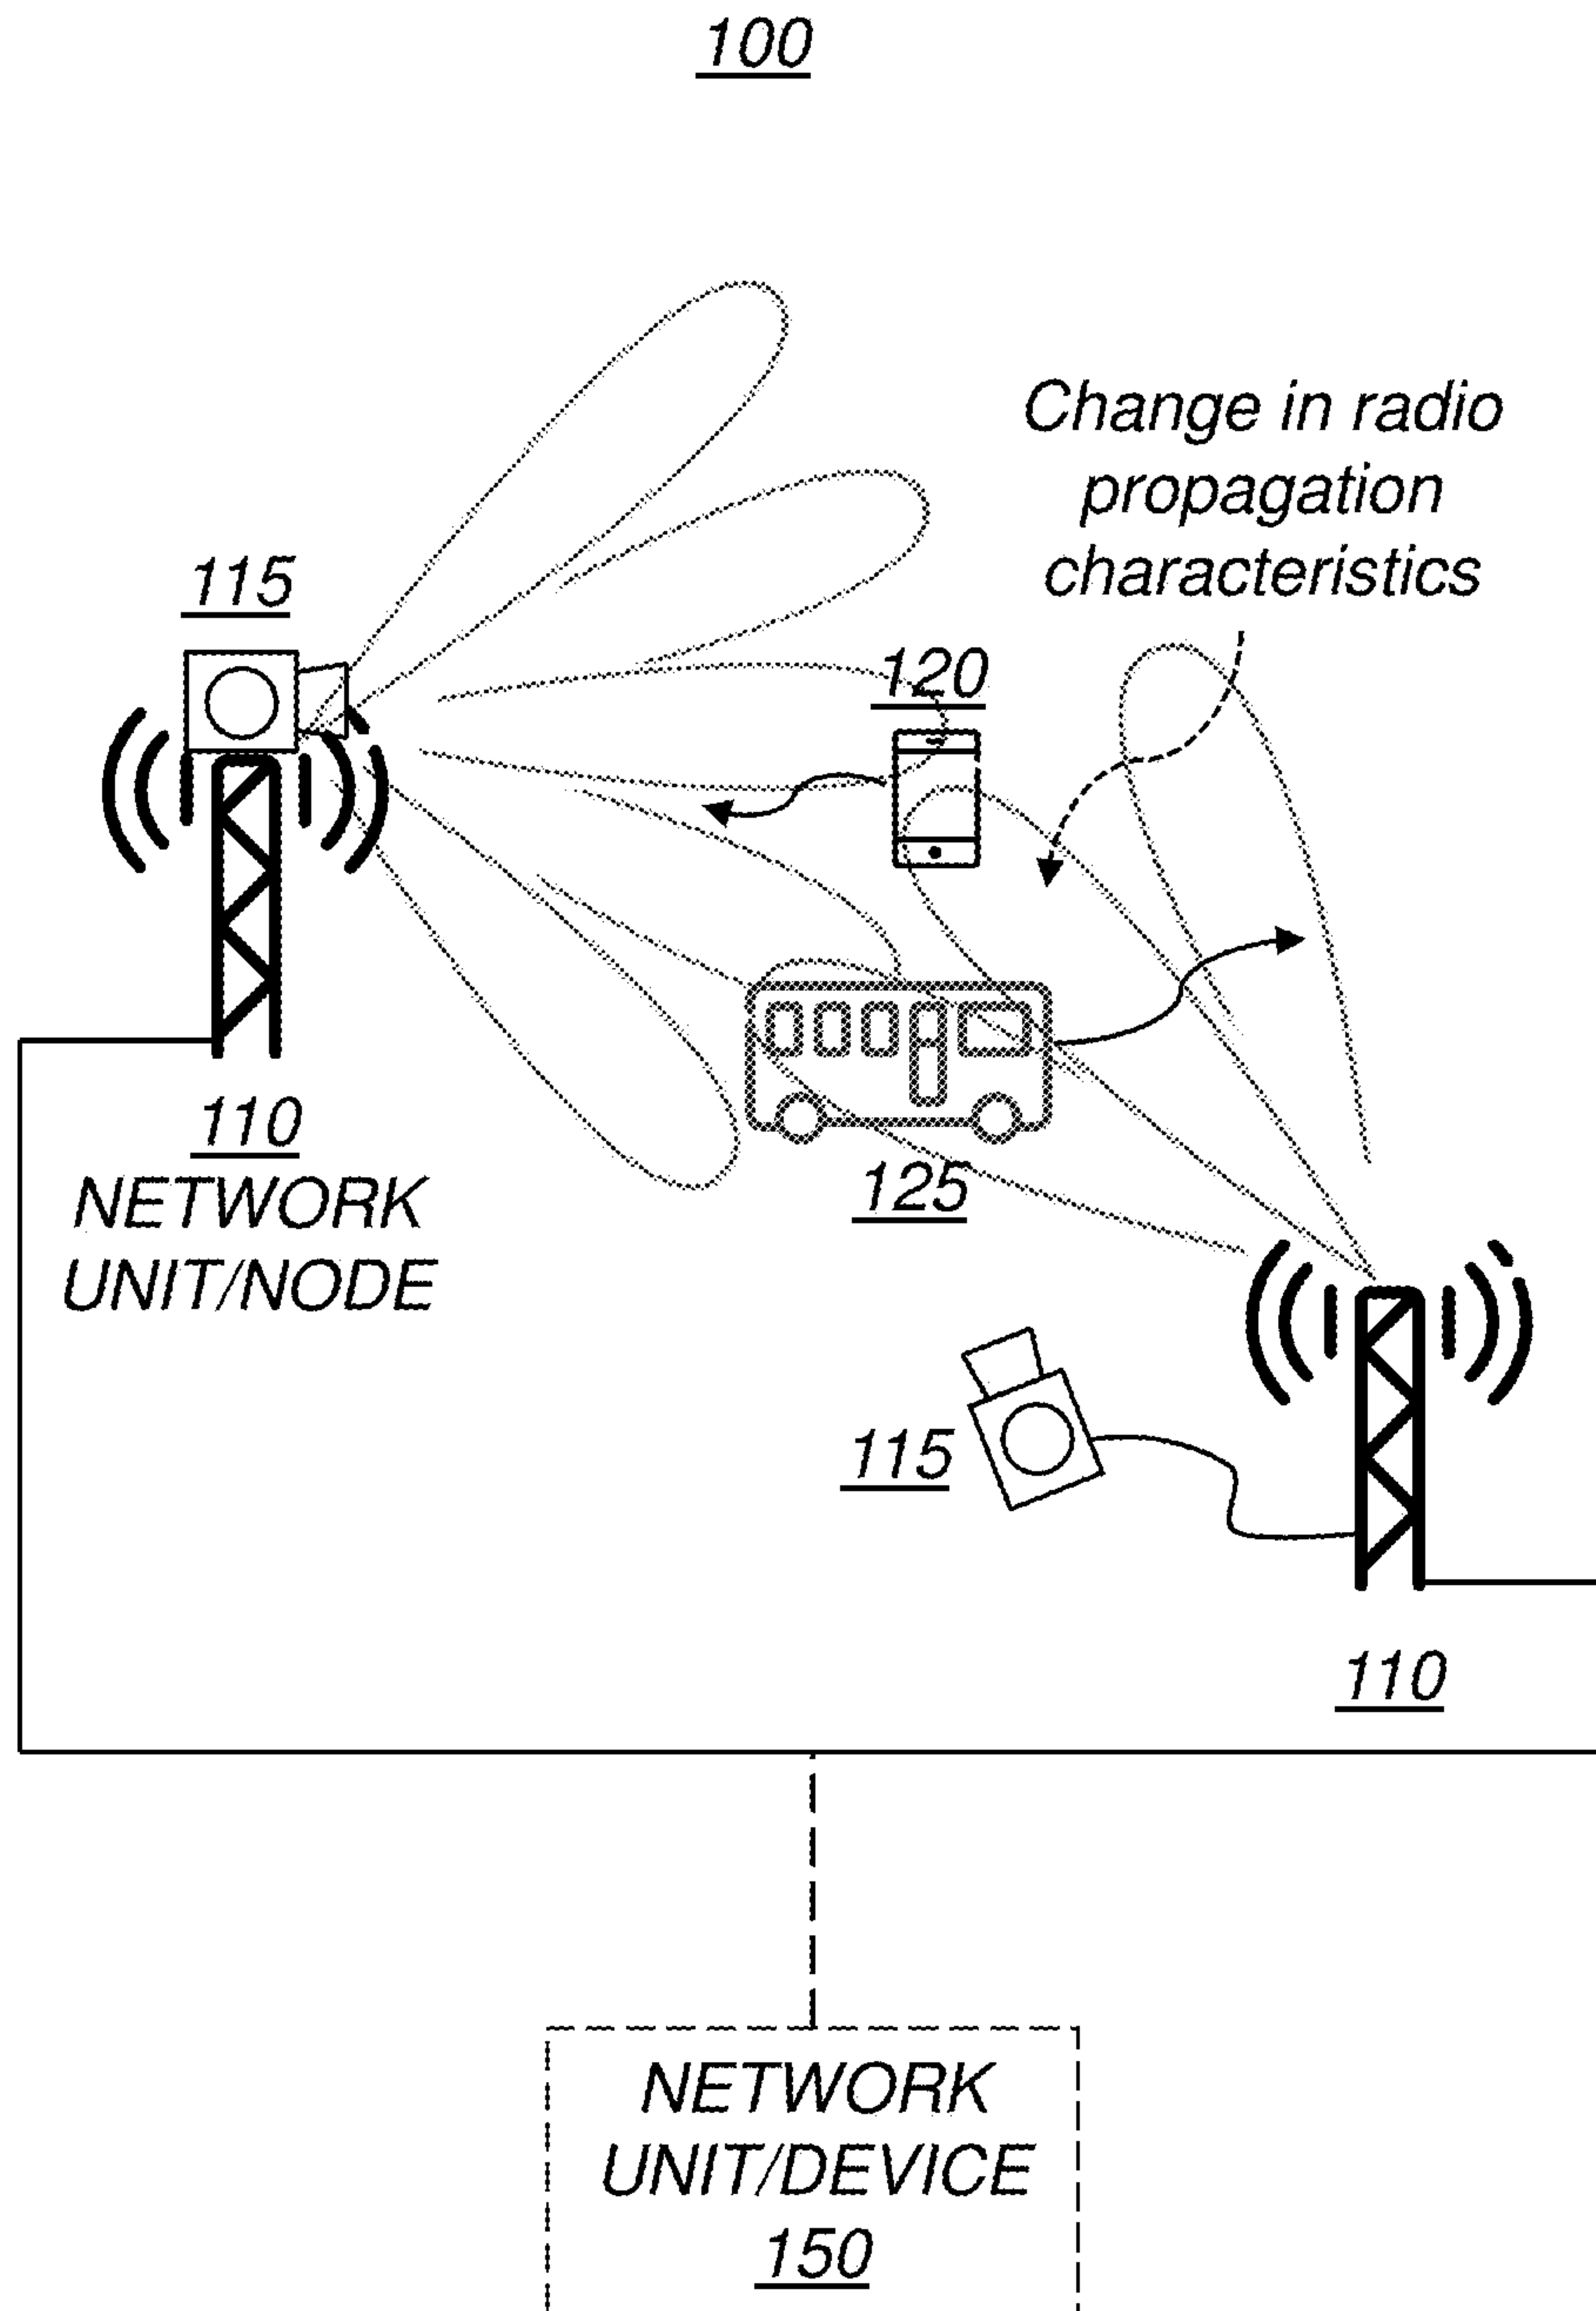 100
Change in radio
propagation
characteristics
115
120
110
NETWORK
UNIT/NODE
125
115
110
NETWORK
UNIT/DEVICE
150